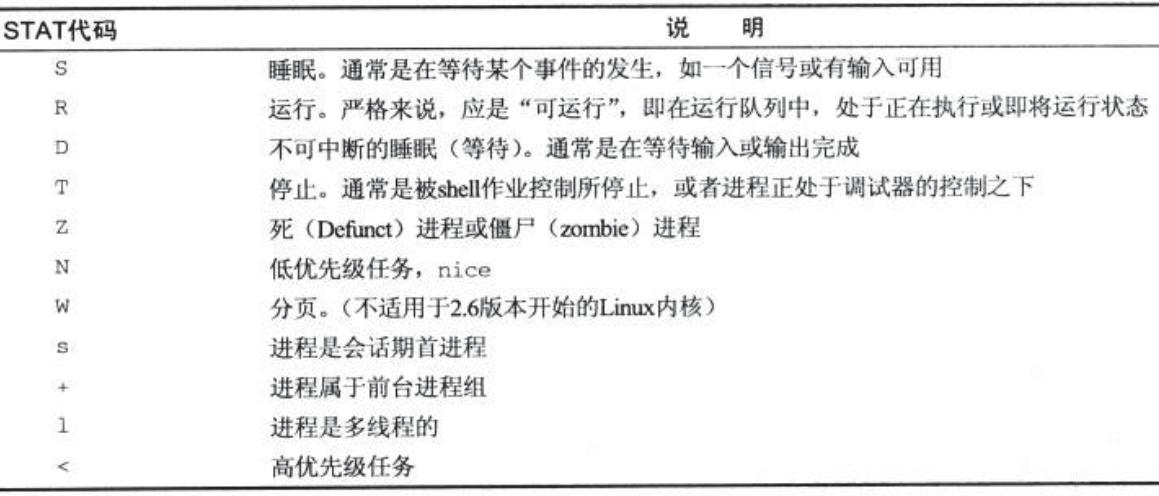 STAT代码 说 明
S 睡眠。通常是在等待某个事件的发生，如一个信号或有输入可用
R 运行。严格来说，应是“可运行”，即在运行队列中，处于正在执行或即将运行状态
D 不可中断的睡眠（等待）。通常是在等待输入或输出完成
T 停止。通常是被shell作业控制所停止，或者进程正处于调试器的控制之下
Z 死（Defunct）进程或僵尸（zombie）进程
N 低优先级任务，nice
W 分页。（不适用于2.6版本开始的Linux内核）
s 进程是会话期首进程
+ 进程属于前台进程组
l 进程是多线程的
< 高优先级任务